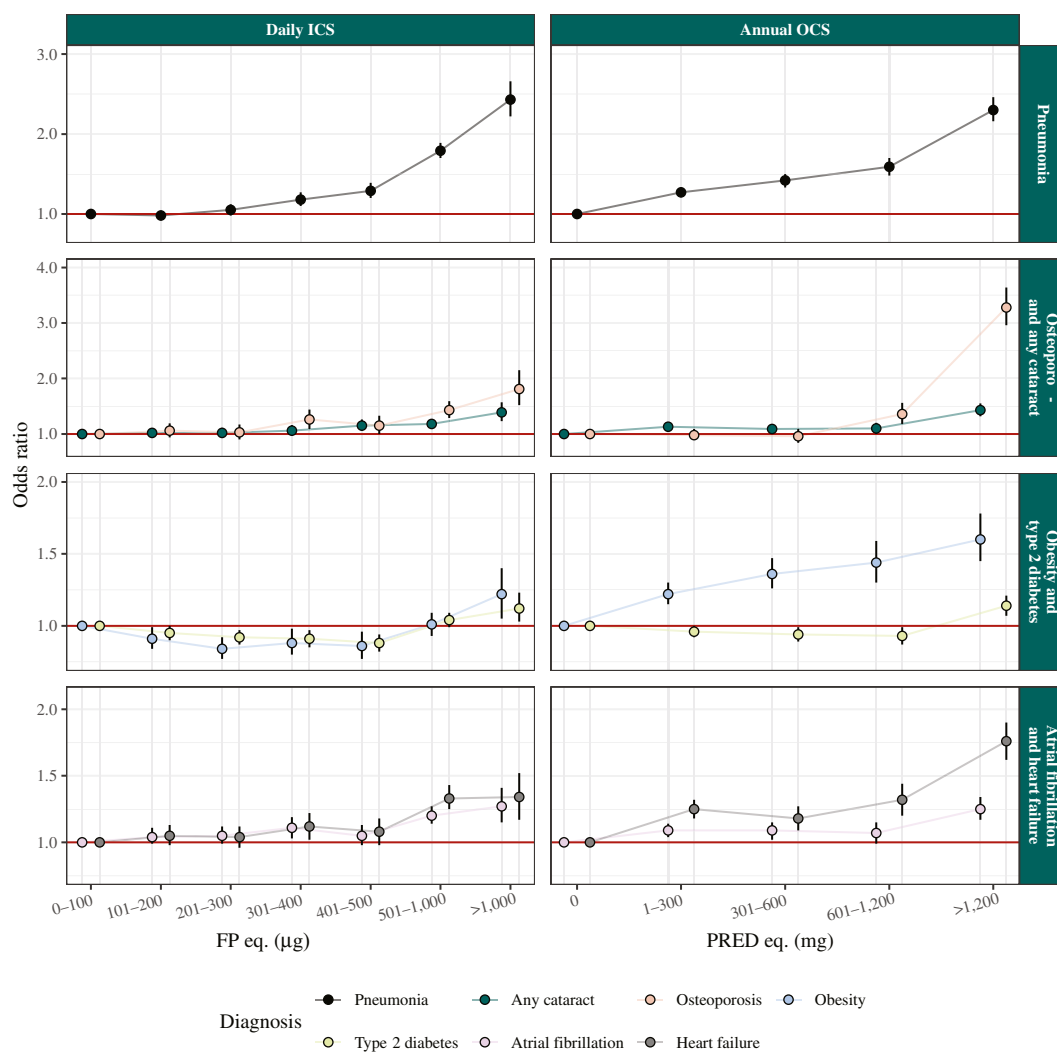 Daily ICS
Annual OCS
3.0
2.0
1.0
Pneumonia
4.0
3.0
2.0
1.0
Osteoporo -
and any cataract
Odds ratio
2.0
1.5
1.0
Obesity and
type 2 diabetes
2.0
1.5
1.0
Atrial fibrillation
and heart failure
0–100
101–200
201–300
301–400
401–500
501–1,000
>1,000
0
1–300
301–600
601–1,200
>1,200
FP eq. (μg)
PRED eq. (mg)
Diagnosis
Pneumonia
Any cataract
Osteoporosis
Obesity
Type 2 diabetes
Atrial fibrillation
Heart failure